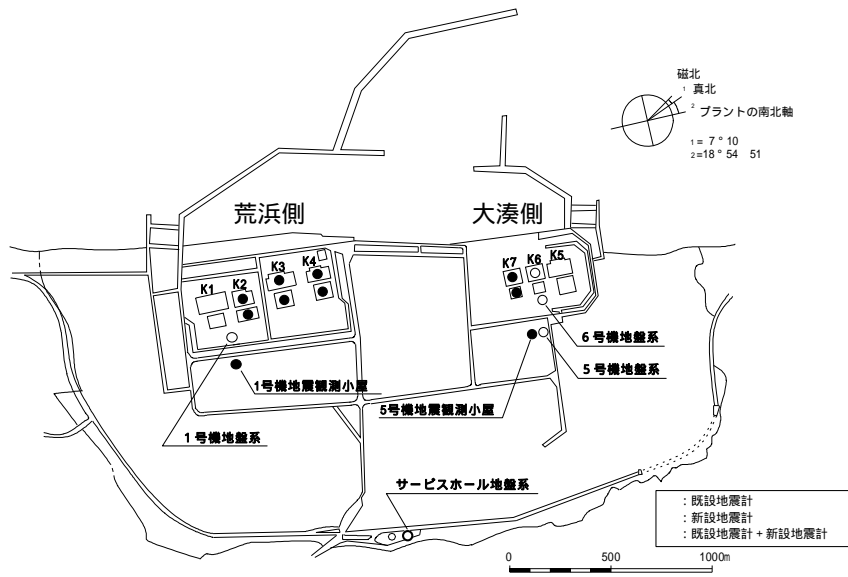 磁北
1 真北
2 プラントの南北軸
1 = 7 ° 10
2 =18 ° 54 51
荒浜側
大湊側
K1
K2
K3
K4
K7
K6
K5
6号機地盤系
5号機地盤系
1号機地震観測小屋
5号機地震観測小屋
1号機地盤系
サービスホール地盤系
: 既設地震計
: 新設地震計
: 既設地震計 + 新設地震計
0 500 1000m